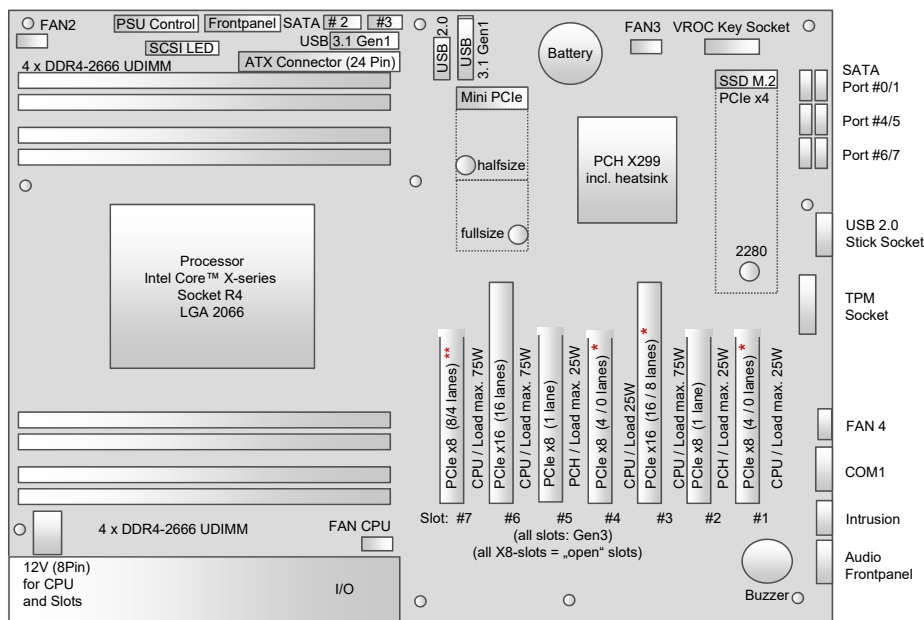 FAN2
PSU Control
Frontpanel
SATA
# 2
#3
SCSI LED
USB 3.1 Gen1
4 x DDR4-2666 UDIMM
ATX Connector (24 Pin)
USB 2.0
USB 3.1 Gen1
Battery
FAN3
VROC Key Socket
Mini PCIe
halfsize
fullsize
PCH X299
incl. heatsink
SSD M.2
PCIe x4
2280
SATA
Port #0/1
Port #4/5
Port #6/7
USB 2.0
Stick Socket
TPM
Socket
Processor
Intel Core™ X-series
Socket R4
LGA 2066
PCIe x8 (8/4 lanes) **
CPU / Load max. 75W
PCIe x16 (16 lanes)
CPU / Load max. 75W
PCIe x8 (1 lane)
PCH / Load max. 25W
PCIe x8 (4 / 0 lanes) *
CPU / Load 25W
PCIe x16 (16 / 8 lanes) *
CPU / Load max. 75W
PCIe x8 (1 lane)
PCH / Load max. 25W
PCIe x8 (4 / 0 lanes) *
CPU / Load max. 25W
Slot: #7 #6 #5 #4 #3 #2 #1
(all slots: Gen3)
(all X8-slots = „open“ slots)
FAN 4
COM1
Intrusion
Audio
Frontpanel
4 x DDR4-2666 UDIMM
FAN CPU
12V (8Pin)
for CPU
and Slots
I/O
Buzzer